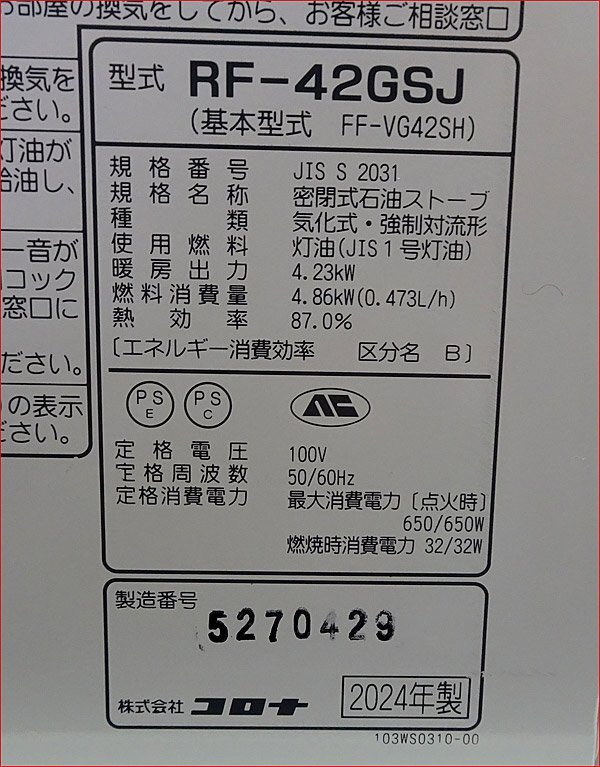 お部屋の換気をしてから、お客様ご相談窓口
換気を
ださい。
灯油が
給油し、
一音が
コック
窓口に
ださい。
の表示
ださい。
型式 RF-42GSJ
(基本型式 FF-VG42SH)
規格番号 JIS S 2031
規格名称 密閉式石油ストーブ
種類 気化式・強制対流形
使用燃料 灯油(JIS1号灯油)
暖房出力 4.23kW
燃料消費量 4.86kW(0.473L/h)
熱効率 87.0%
〔エネルギー消費効率 区分名 B〕
PS E PS C
定格電圧 100V
定格周波数 50/60Hz
定格消費電力 最大消費電力〔点火時〕
650/650W
燃焼時消費電力 32/32W
製造番号
5270429
株式会社 コロナ 2024年製
103WS0310-00